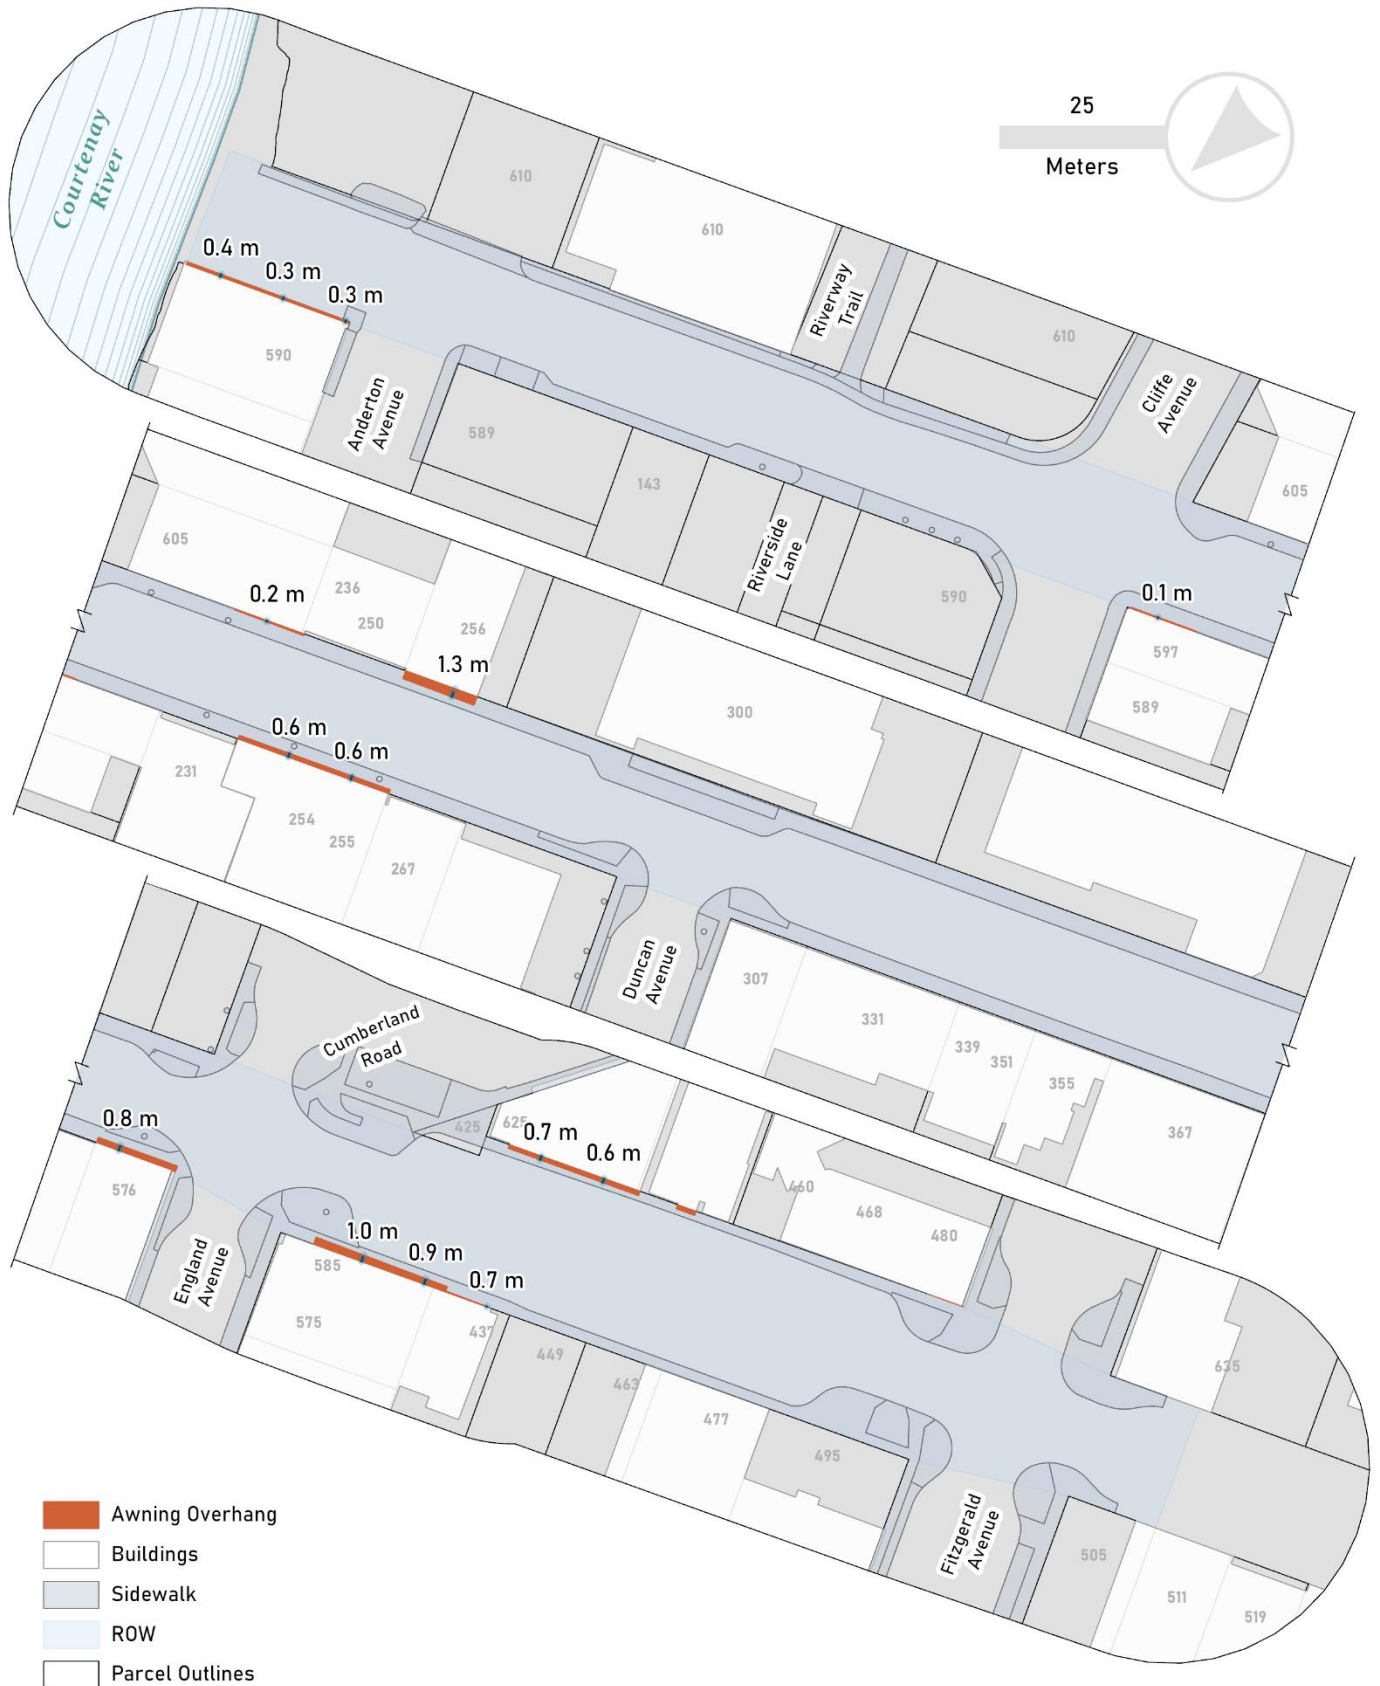 25
Meters
Courtenay
River
610
610
0.4 m
0.3 m
0.3 m
Riverway
Trail
610
590
Cliffe
Avenue
Anderton
Avenue
589
143
605
Riverside
Lane
590
605
236
250
0.2 m
256
1.3 m
0.1 m
597
589
300
0.6 m
0.6 m
231
254
255
267
Duncan
Avenue
307
331
339
351
355
367
Cumberland
Road
425
625
0.7 m
0.6 m
0.8 m
576
460
468
480
England
Avenue
1.0 m
0.9 m
0.7 m
585
575
437
449
463
477
495
635
Fitzgerald
Avenue
505
511
519
Awning Overhang
Buildings
Sidewalk
ROW
Parcel Outlines